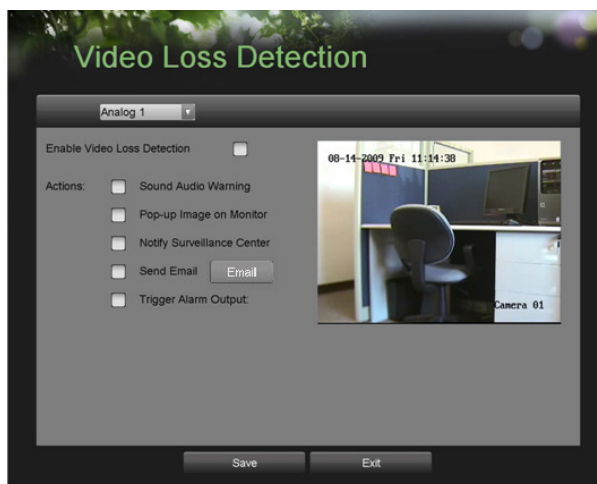 Video Loss Detection
Analog 1
Enable Video Loss Detection
08-14-2009 Fri 11:14:38
Actions:
Sound Audio Warning
Pop-up Image on Monitor
Notify Surveillance Center
Send Email
Email
Trigger Alarm Output:
Camera 01
Save
Exit